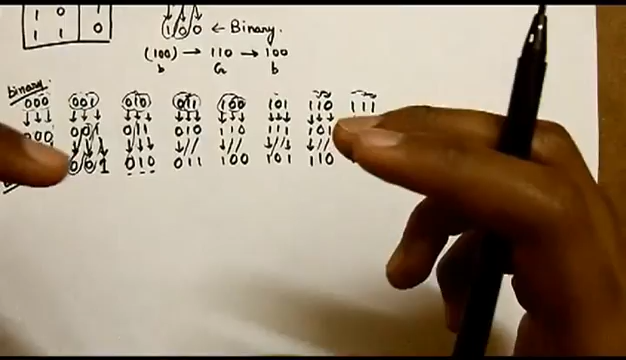 1 0 1
1 1 0
100 ← Binary.
(100) → 110 → 100
b G b
binary
000 001 010 011 100 101 110 111
000 001 011 010 110 111 101
001 010 011 100 101 110